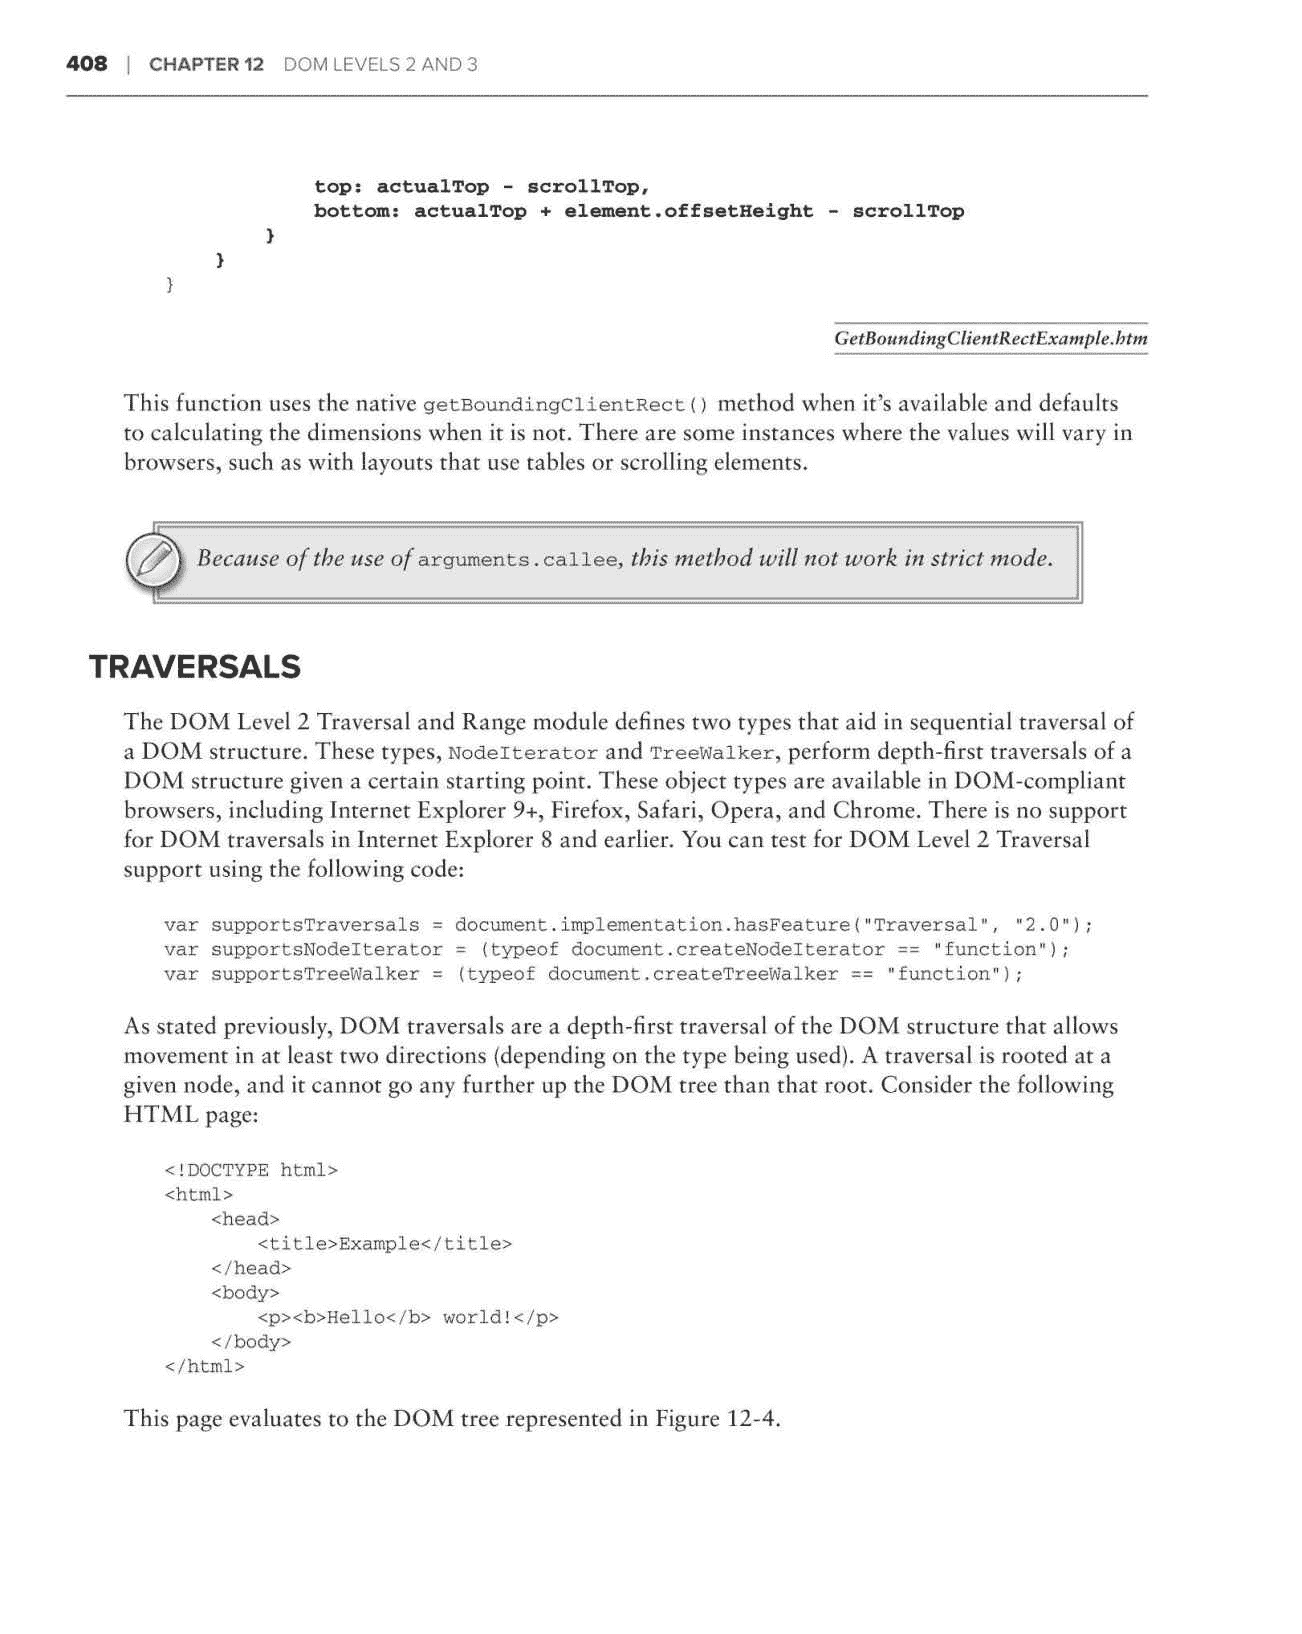 408 | CHAPTER 12 DOM LEVELS 2 AND 3
top: actualTop - scrollTop,
bottom: actualTop + element.offsetHeight - scrollTop
}
}
}
GetBoundingClientRectExample.htm
This function uses the native getBoundingClientRect() method when it's available and defaults
to calculating the dimensions when it is not. There are some instances where the values will vary in
browsers, such as with layouts that use tables or scrolling elements.
Because of the use of arguments.callee, this method will not work in strict mode.
TRAVERSALS
The DOM Level 2 Traversal and Range module defines two types that aid in sequential traversal of
a DOM structure. These types, NodeIterator and TreeWalker, perform depth-first traversals of a
DOM structure given a certain starting point. These object types are available in DOM-compliant
browsers, including Internet Explorer 9+, Firefox, Safari, Opera, and Chrome. There is no support
for DOM traversals in Internet Explorer 8 and earlier. You can test for DOM Level 2 Traversal
support using the following code:
var supportsTraversals = document.implementation.hasFeature("Traversal", "2.0");
var supportsNodeIterator = (typeof document.createNodeIterator == "function");
var supportsTreeWalker = (typeof document.createTreeWalker == "function");
As stated previously, DOM traversals are a depth-first traversal of the DOM structure that allows
movement in at least two directions (depending on the type being used). A traversal is rooted at a
given node, and it cannot go any further up the DOM tree than that root. Consider the following
HTML page:
<!DOCTYPE html>
<html>
<head>
<title>Example</title>
</head>
<body>
<p><b>Hello</b> world!</p>
</body>
</html>
This page evaluates to the DOM tree represented in Figure 12-4.